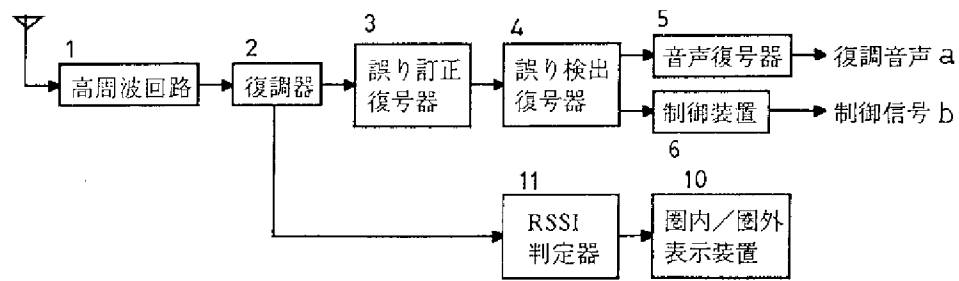 1
高周波回路
2
復調器
3
誤り訂正
復号器
4
誤り検出
復号器
5
音声復号器
復調音声 a
制御装置
制御信号 b
6
11
RSSI
判定器
10
圏内／圏外
表示装置